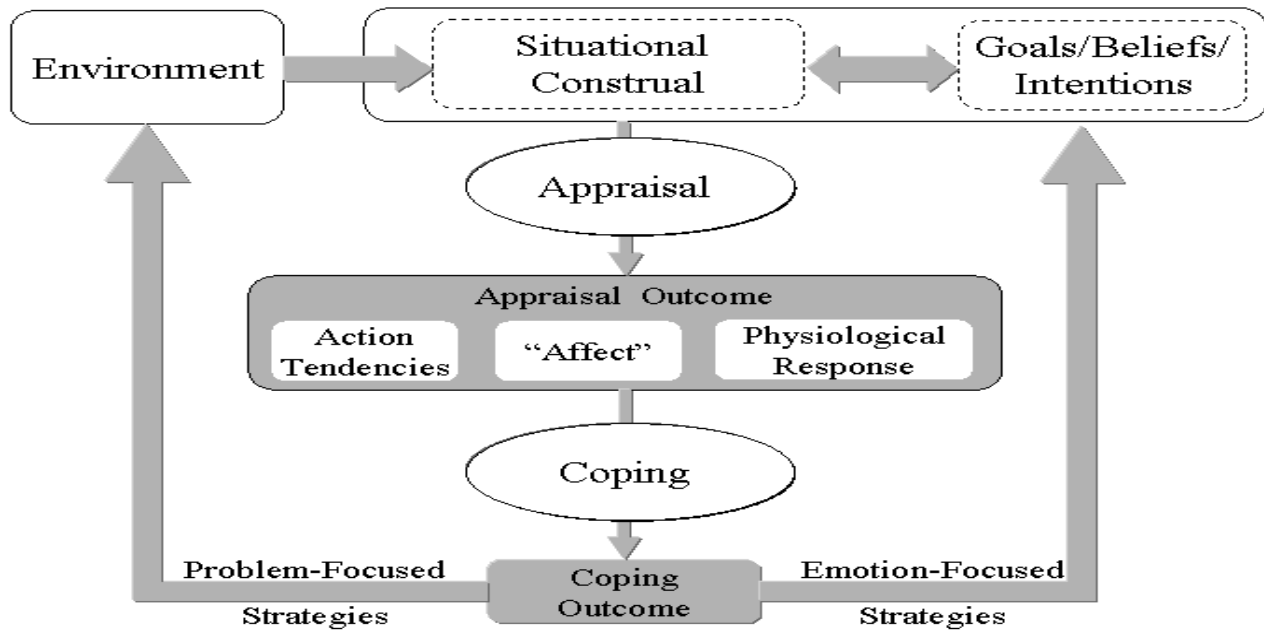 Environment
Situational
Construal
Goals/Beliefs/
Intentions
Appraisal
Appraisal Outcome
Action
Tendencies
“Affect”
Physiological
Response
Coping
Problem-Focused
Strategies
Coping
Outcome
Emotion-Focused
Strategies